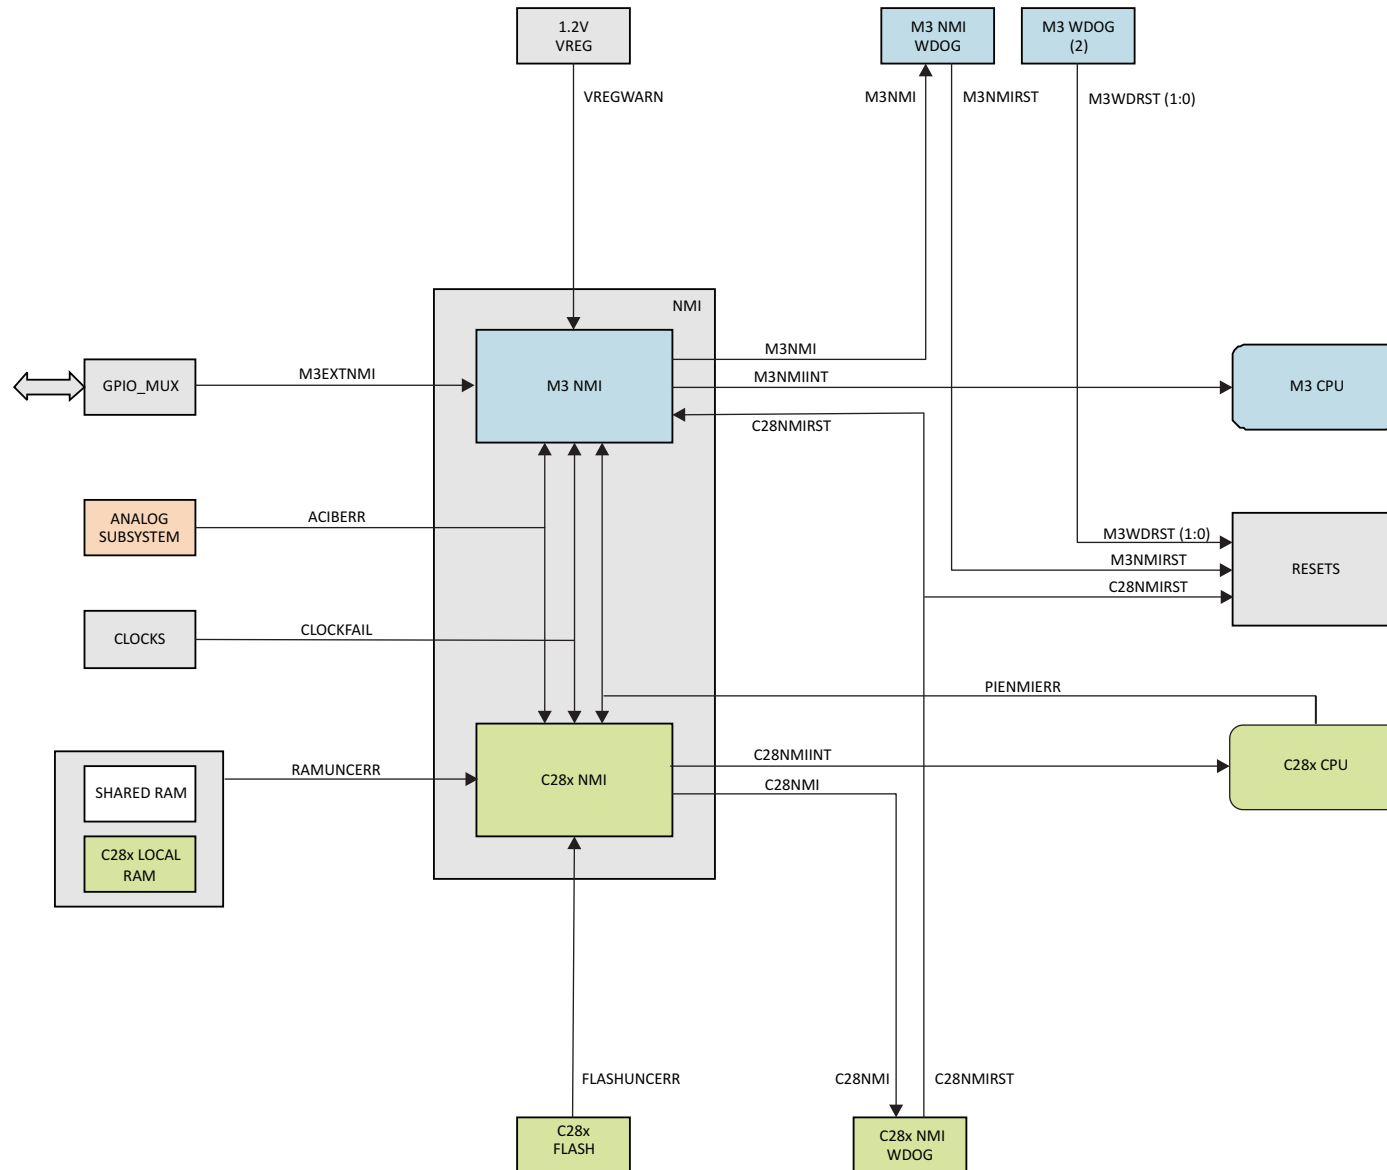 1.2V
VREG
M3 NMI
WDOG
M3 WDOG
(2)
VREGWARN
M3NMI
M3NMIRST
M3WDRST (1:0)
NMI
M3 NMI
M3NMI
GPIO_MUX
M3EXTNMI
M3NMIINT
M3 CPU
C28NMIRST
ANALOG
SUBSYSTEM
ACIBERR
M3WDRST (1:0)
M3NMIRST
C28NMIRST
RESETS
CLOCKS
CLOCKFAIL
PIENMIERR
SHARED RAM
C28x LOCAL
RAM
RAMUNCERR
C28x NMI
C28NMIINT
C28NMI
C28x CPU
FLASHUNCERR
C28NMI
C28NMIRST
C28x
FLASH
C28x NMI
WDOG